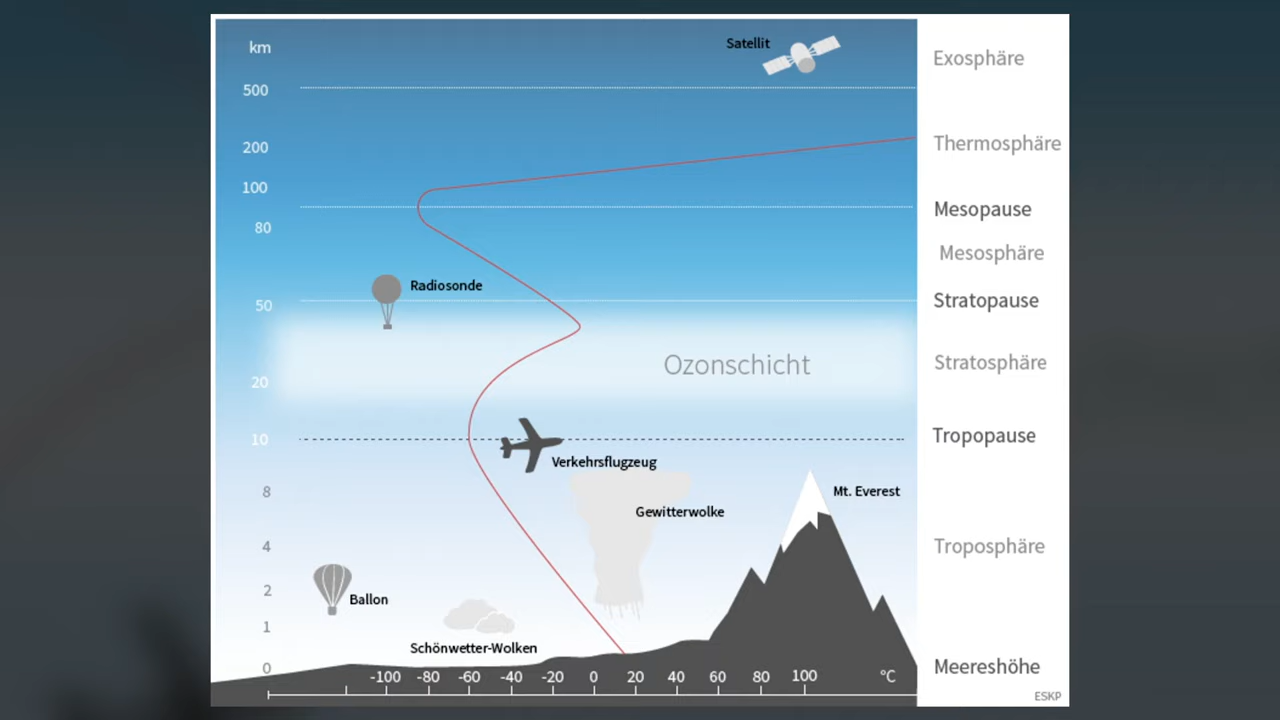 km
Satellit
Exosphäre
500
200
Thermosphäre
100
Mesopause
80
Mesosphäre
Radiosonde
50
Stratopause
Ozonschicht
Stratosphäre
20
10
Tropopause
Verkehrsflugzeug
8
Mt. Everest
Gewitterwolke
4
Troposphäre
2
Ballon
1
Schönwetter-Wolken
0
Meereshöhe
-100 -80 -60 -40 -20 0 20 40 60 80 100 °C
ESKP